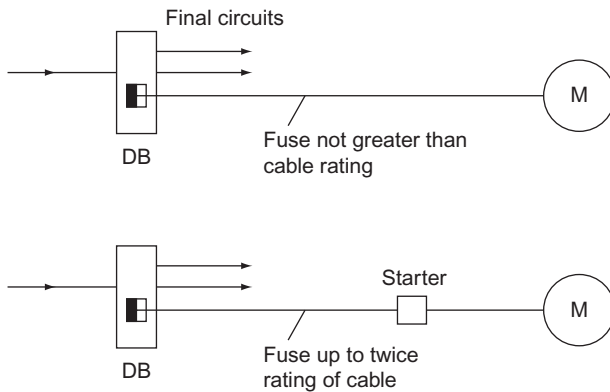 Final circuits
M
Fuse not greater than
cable rating
DB
Starter
M
Fuse up to twice
rating of cable
DB